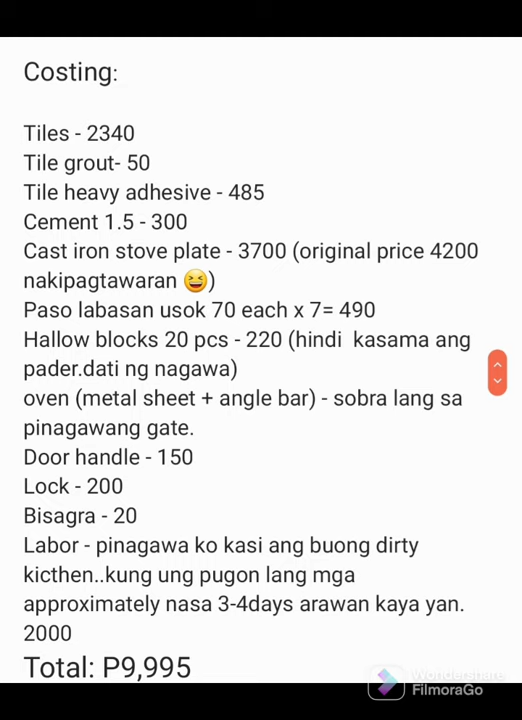 Costing:
Tiles - 2340
Tile grout- 50
Tile heavy adhesive - 485
Cement 1.5 - 300
Cast iron stove plate - 3700 (original price 4200
nakipagtawaran 😆)
Paso labasan usok 70 each x 7= 490
Hallow blocks 20 pcs - 220 (hindi  kasama ang
pader.dati ng nagawa)
oven (metal sheet + angle bar) - sobra lang sa
pinagawang gate.
Door handle - 150
Lock - 200
Bisagra - 20
Labor - pinagawa ko kasi ang buong dirty
kicthen..kung ung pugon lang mga
approximately nasa 3-4days arawan kaya yan.
2000
Total: P9,995
Wondershare
FilmoraGo